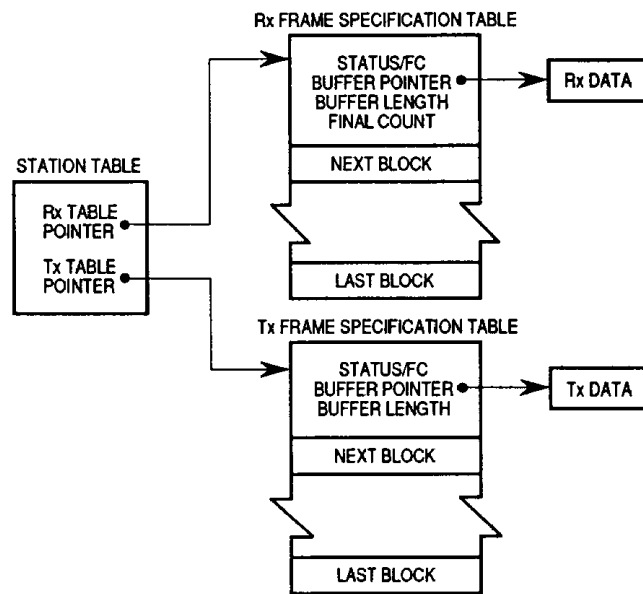 Rx FRAME SPECIFICATION TABLE
STATUS/FC
BUFFER POINTER
BUFFER LENGTH
FINAL COUNT
Rx DATA
NEXT BLOCK
LAST BLOCK
STATION TABLE
Rx TABLE
POINTER
Tx TABLE
POINTER
Tx FRAME SPECIFICATION TABLE
STATUS/FC
BUFFER POINTER
BUFFER LENGTH
Tx DATA
NEXT BLOCK
LAST BLOCK